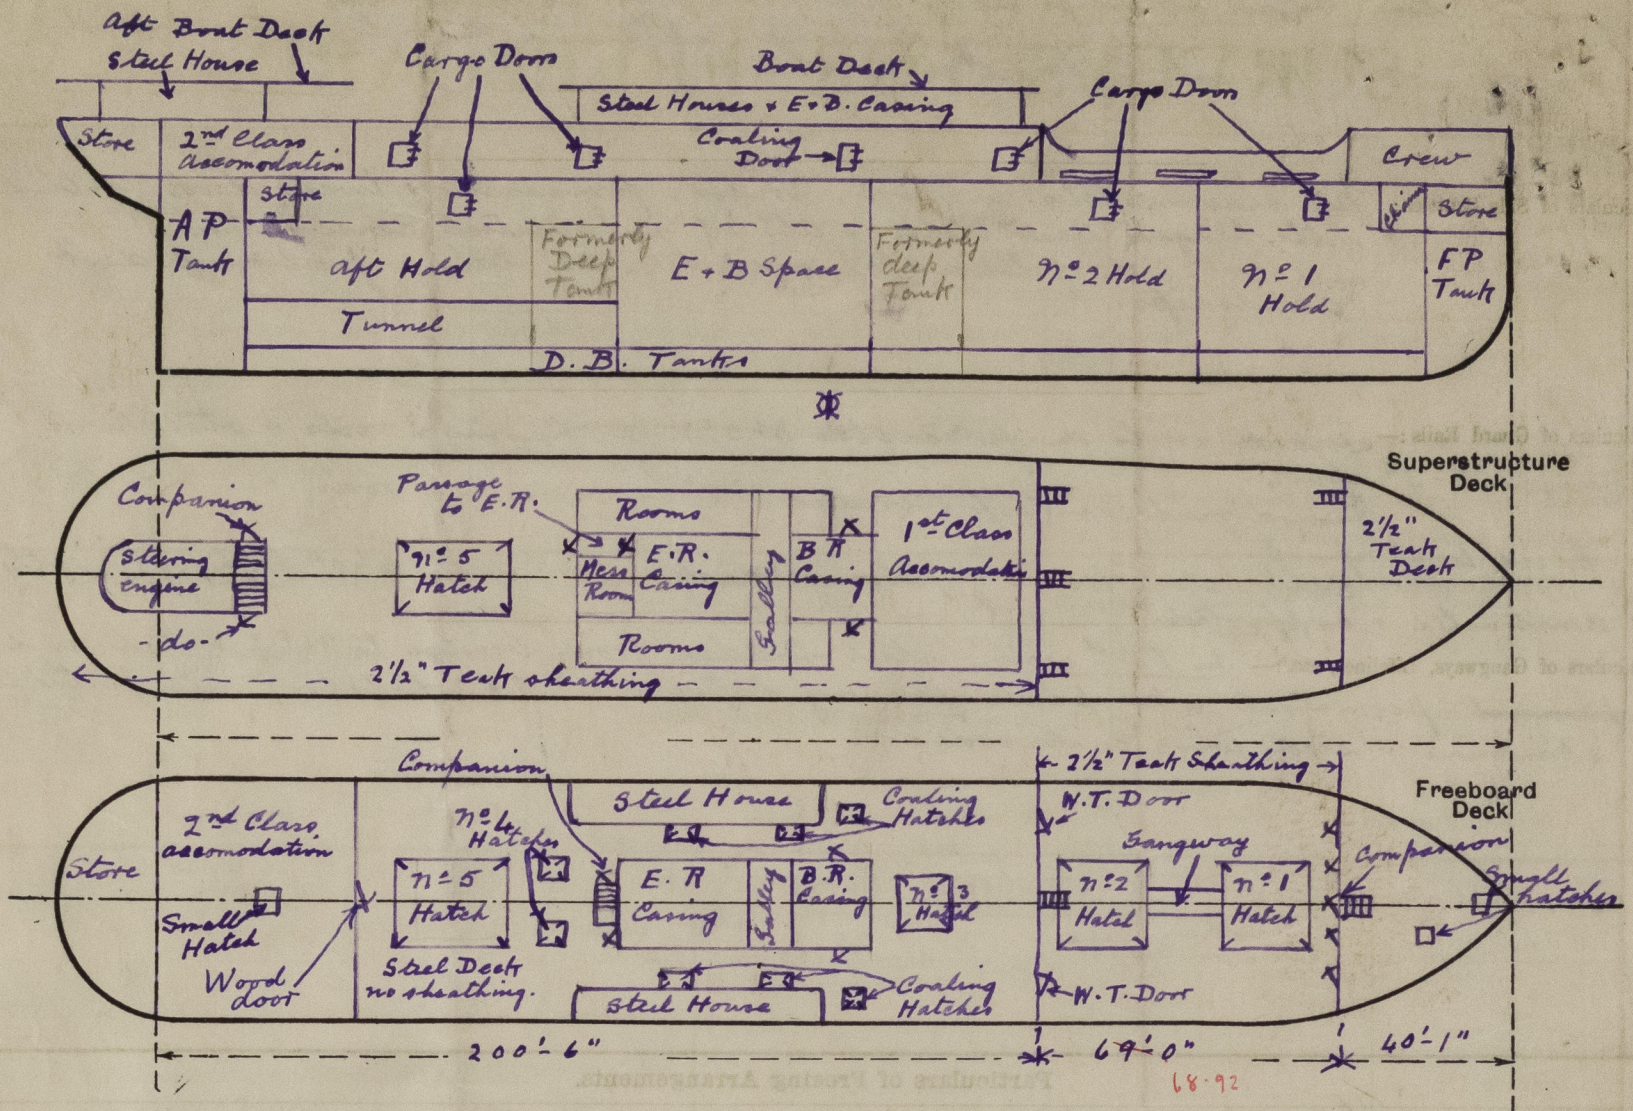 Aft Boat Deck
Steel House
Cargo Doors
Boat Deck
Cargo Doors
Steel Houses + E+B. Casing
Store
2nd Class
Accomodation
Coaling
Door
Crew
Store
Store
AP
Tank
Aft Hold
Formerly
Deep
Tank
E + B Space
Formerly
deep
Tank
No 2 Hold
No 1
Hold
FP
Tank
Tunnel
D. B. Tanks
Superstructure
Deck
Companion
Passage
to E.R.
Rooms
1st Class
Accomodation
2½" Teak
Deck
Steering
engine
No 5
Hatch
Mess
Room
E.R.
Casing
Galley
B R
Casing
-do-
Rooms
2½" Teak sheathing
Companion
2½" Teak Sheathing
Freeboard
Deck
2nd Class
accomodation
Store
No 4
Hatches
Steel House
Coaling
Hatches
W.T. Door
Gangway
Companion
Small
hatches
No 5
Hatch
E.R
Casing
Galley
B.R.
Casing
No 3
Hatch
No 2
Hatch
No 1
Hatch
Small
Hatch
Wood
door
Steel Deck
no sheathing.
Steel House
Coaling
Hatches
W.T. Door
200'-6"
69'-0"
40'-1"
68.92
Particulars of Freeing Arrangements.